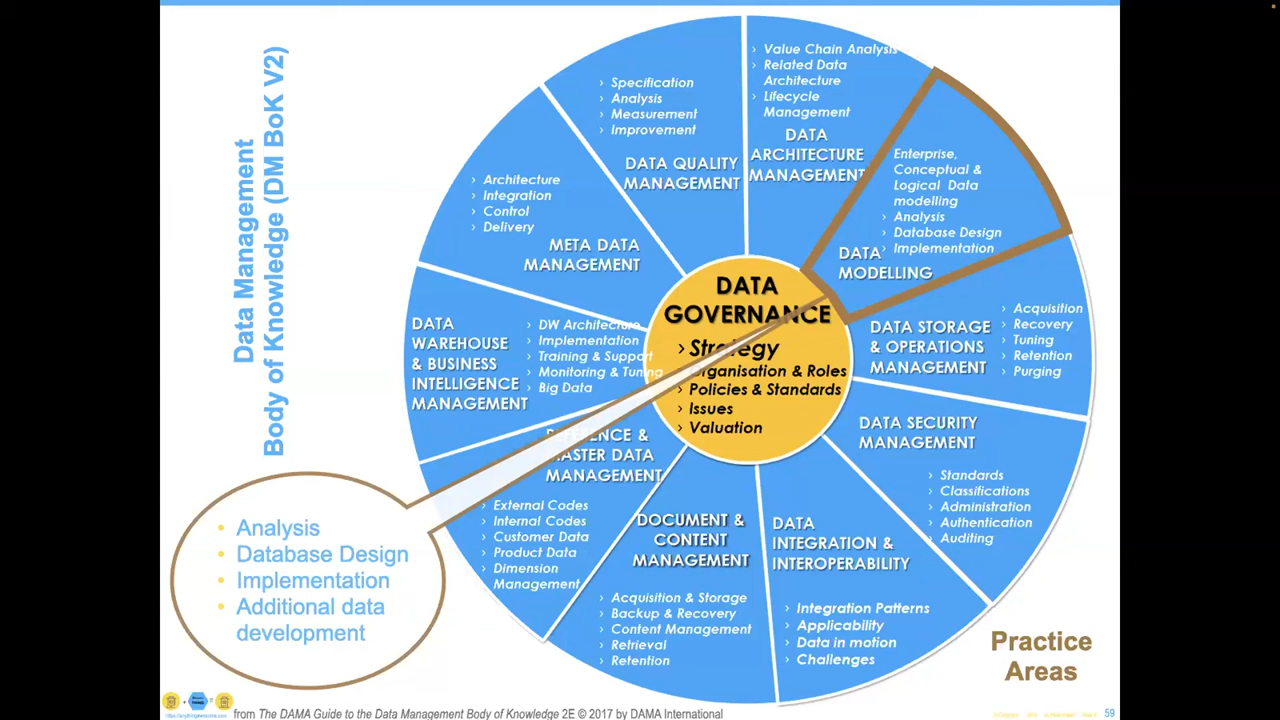 Data Management
Body of Knowledge (DM BoK V2)
› Value Chain Analysis
› Related Data
Architecture
› Lifecycle
Management
DATA
ARCHITECTURE
MANAGEMENT
Enterprise,
Conceptual &
Logical Data
modelling
› Analysis
› Database Design
› Implementation
DATA
MODELLING
› Acquisition
› Recovery
› Tuning
› Retention
› Purging
DATA STORAGE
& OPERATIONS
MANAGEMENT
DATA SECURITY
MANAGEMENT
› Standards
› Classifications
› Administration
› Authentication
› Auditing
DATA
INTEGRATION &
INTEROPERABILITY
› Integration Patterns
› Applicability
› Data in motion
› Challenges
DOCUMENT &
CONTENT
MANAGEMENT
› Acquisition & Storage
› Backup & Recovery
› Content Management
› Retrieval
› Retention
REFERENCE &
MASTER DATA
MANAGEMENT
› External Codes
› Internal Codes
› Customer Data
› Product Data
› Dimension
Management
DATA
WAREHOUSE
& BUSINESS
INTELLIGENCE
MANAGEMENT
› DW Architecture
› Implementation
› Training & Support
› Monitoring & Tuning
› Big Data
› Architecture
› Integration
› Control
› Delivery
META DATA
MANAGEMENT
› Specification
› Analysis
› Measurement
› Improvement
DATA QUALITY
MANAGEMENT
DATA
GOVERNANCE
› Strategy
› Organisation & Roles
› Policies & Standards
› Issues
› Valuation
• Analysis
• Database Design
• Implementation
• Additional data
development
Practice
Areas
from The DAMA Guide to the Data Management Body of Knowledge 2E © 2017 by DAMA International
59